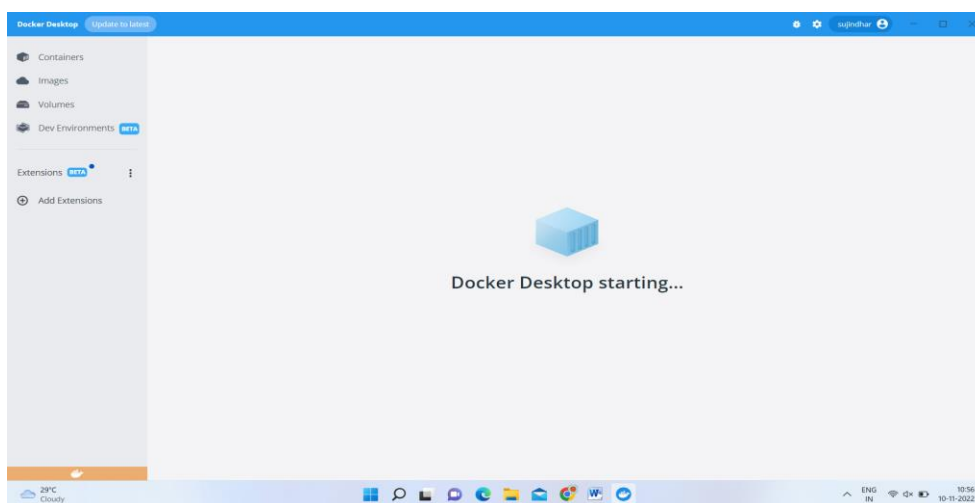 Docker Desktop Update to latest
sujindhar
Containers
Images
Volumes
Dev Environments BETA
Extensions BETA
Add Extensions
Docker Desktop starting...
29°C
Cloudy
ENG
IN
10:56
10-11-2022